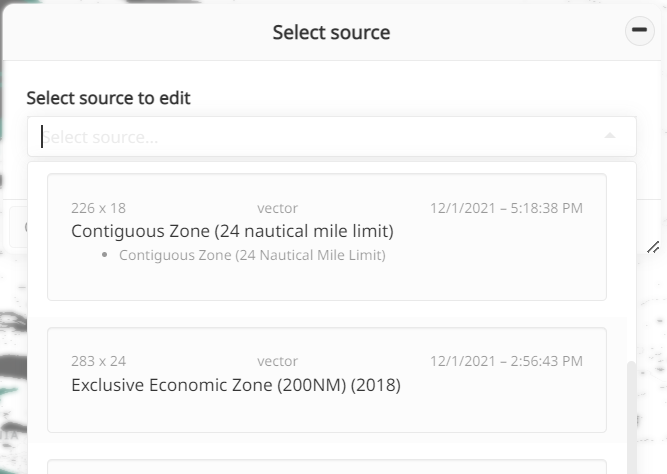 Select source
Select source to edit
Select source...
226 x 18 vector 12/1/2021 – 5:18:38 PM
Contiguous Zone (24 nautical mile limit)
• Contiguous Zone (24 Nautical Mile Limit)
283 x 24 vector 12/1/2021 – 2:56:43 PM
Exclusive Economic Zone (200NM) (2018)